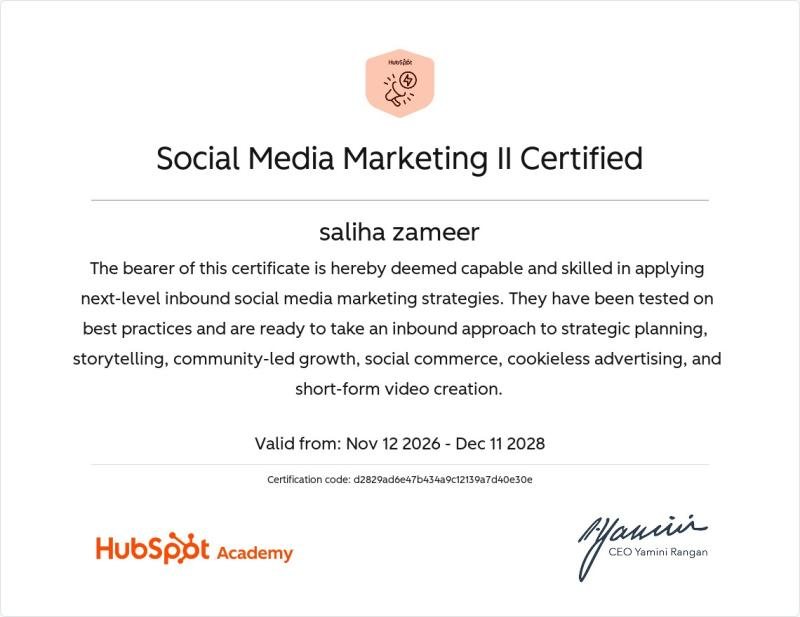 HubSpot
Social Media Marketing II Certified
saliha zameer
The bearer of this certificate is hereby deemed capable and skilled in applying
next-level inbound social media marketing strategies. They have been tested on
best practices and are ready to take an inbound approach to strategic planning,
storytelling, community-led growth, social commerce, cookieless advertising, and
short-form video creation.
Valid from: Nov 12 2026 - Dec 11 2028
Certification code: d2829ad6e47b434a9c12139a7d40e30e
HubSpot Academy
Yamini
CEO Yamini Rangan